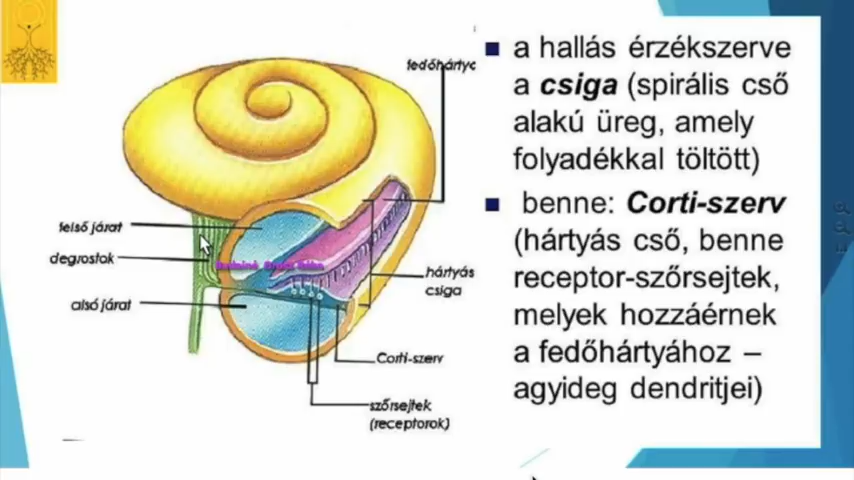 fedőhártya
felső járat
degrostok
alsó járat
hártyás
csiga
Corti-szerv
szőrsejtek
(receptorok)
a hallás érzékszerve
a csiga (spirális cső
alakú üreg, amely
folyadékkal töltött)
benne: Corti-szerv
(hártyás cső, benne
receptor-szőrsejtek,
melyek hozzáérnek
a fedőhártyához –
agyideg dendritjei)